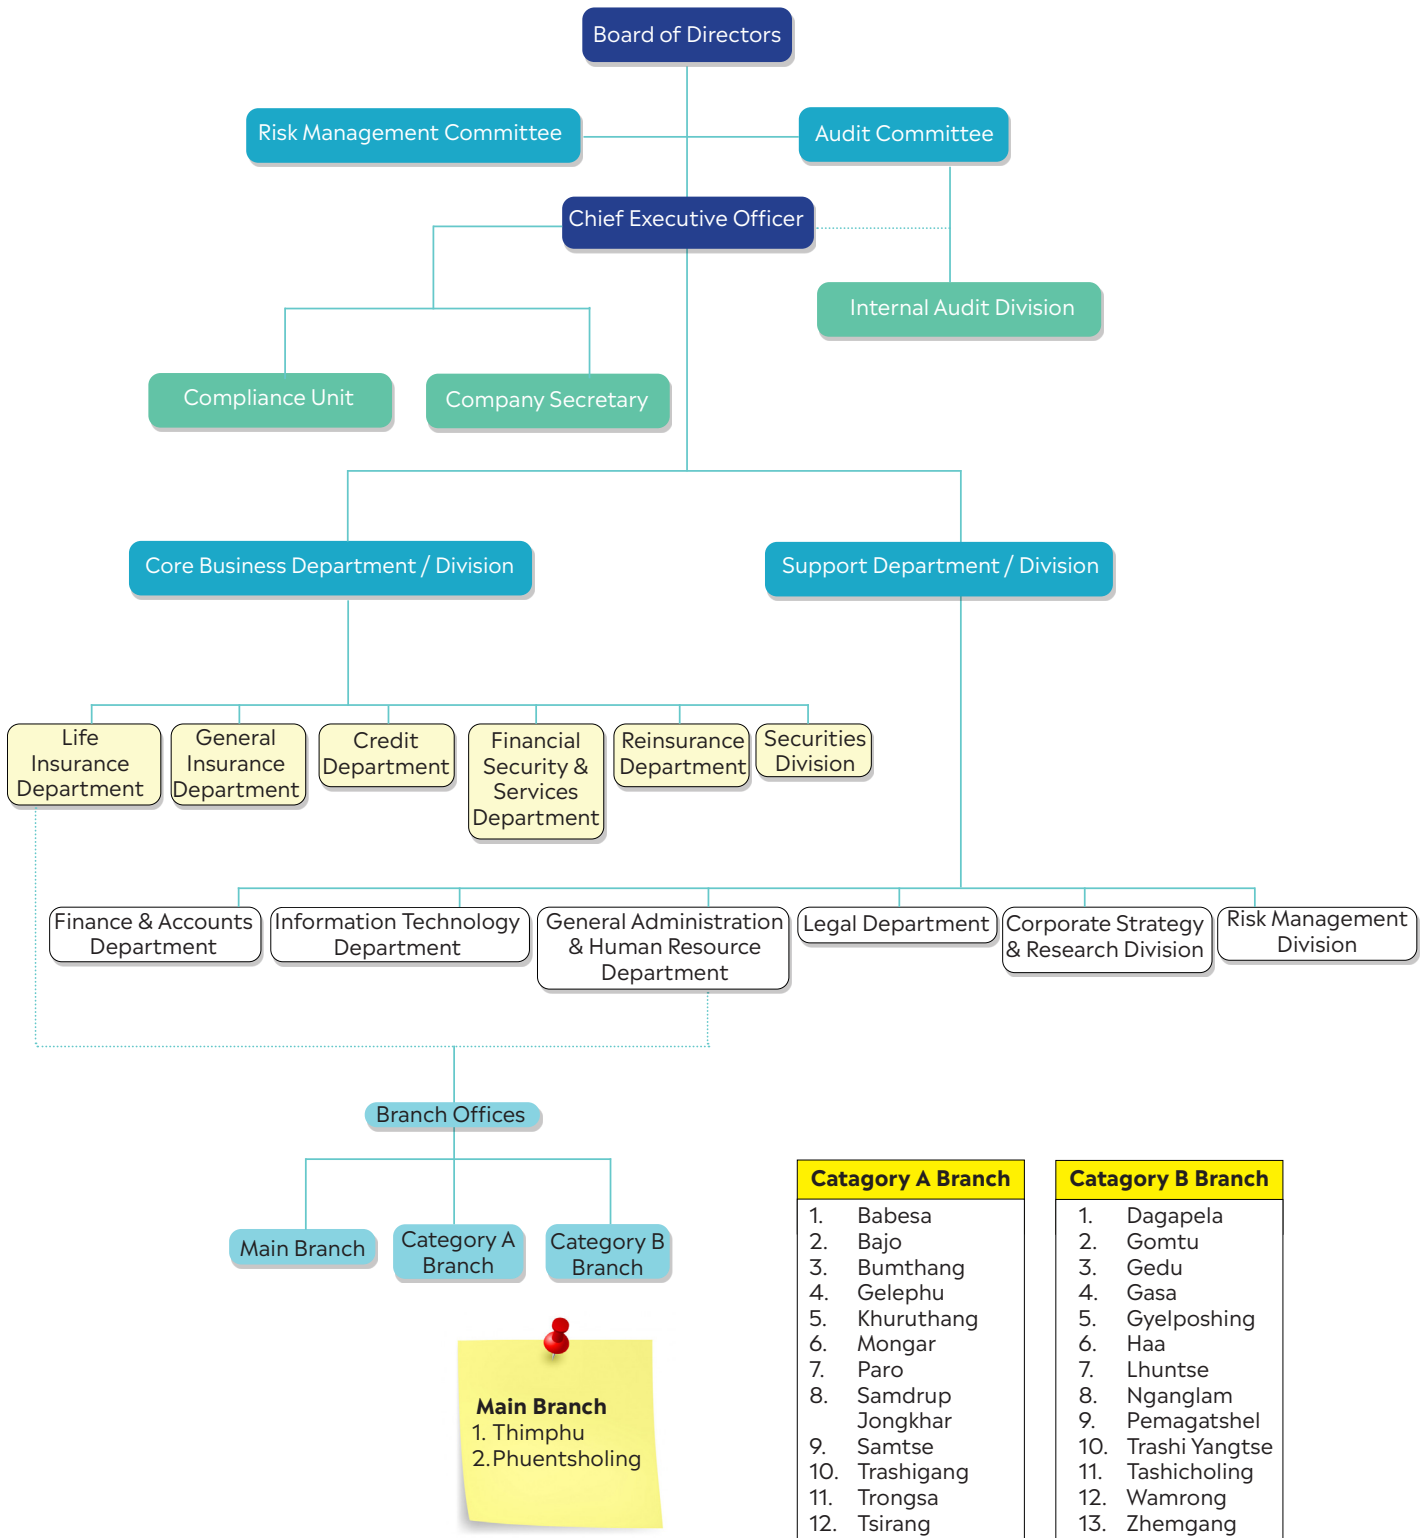 Board of Directors
Risk Management Committee
Audit Committee
Chief Executive Officer
Internal Audit Division
Compliance Unit
Company Secretary
Core Business Department / Division
Support Department / Division
Life
Insurance
Department
General
Insurance
Department
Credit
Department
Financial
Security &
Services
Department
Reinsurance
Department
Securities
Division
Finance & Accounts
Department
Information Technology
Department
General Administration
& Human Resource
Department
Legal Department
Corporate Strategy
& Research Division
Risk Management
Division
Branch Offices
Main Branch
Category A
Branch
Category B
Branch
Main Branch
1. Thimphu
2.Phuentsholing
Catagory A Branch
1. Babesa
2. Bajo
3. Bumthang
4. Gelephu
5. Khuruthang
6. Mongar
7. Paro
8. Samdrup
Jongkhar
9. Samtse
10. Trashigang
11. Trongsa
12. Tsirang
Catagory B Branch
1. Dagapela
2. Gomtu
3. Gedu
4. Gasa
5. Gyelposhing
6. Haa
7. Lhuntse
8. Nganglam
9. Pemagatshel
10. Trashi Yangtse
11. Tashicholing
12. Wamrong
13. Zhemgang